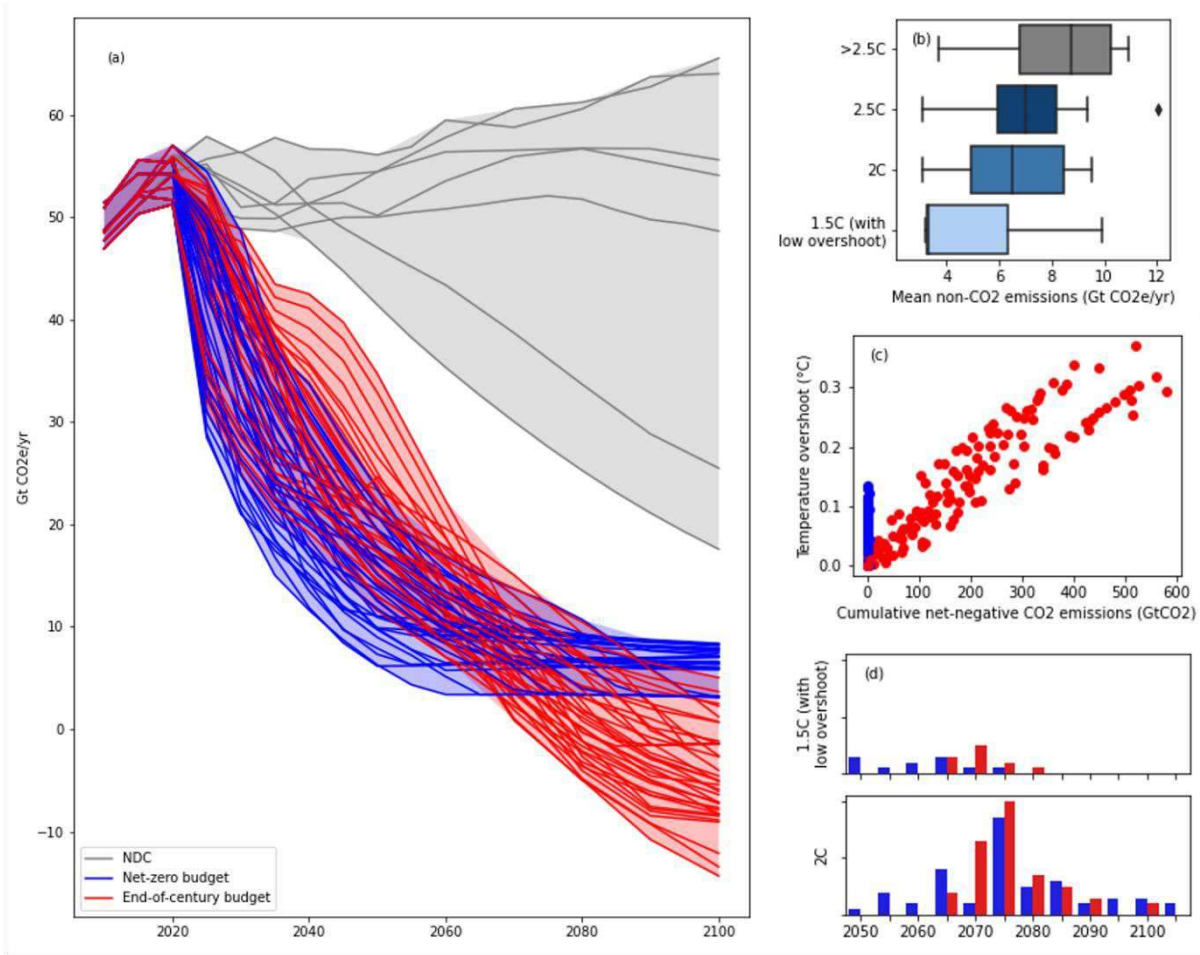 (a)
60
50
40
30
20
10
0
−10
Gt CO2e/yr
2020
2040
2060
2080
2100
NDC
Net-zero budget
End-of-century budget
(b)
>2.5C
2.5C
2C
1.5C (with
low overshoot)
4
6
8
10
12
Mean non-CO2 emissions (Gt CO2e/yr)
(c)
Temperature overshoot (°C)
0.3
0.2
0.1
0.0
0
100
200
300
400
500
600
Cumulative net-negative CO2 emissions (GtCO2)
(d)
1.5C (with
low overshoot)
2C
2050
2060
2070
2080
2090
2100